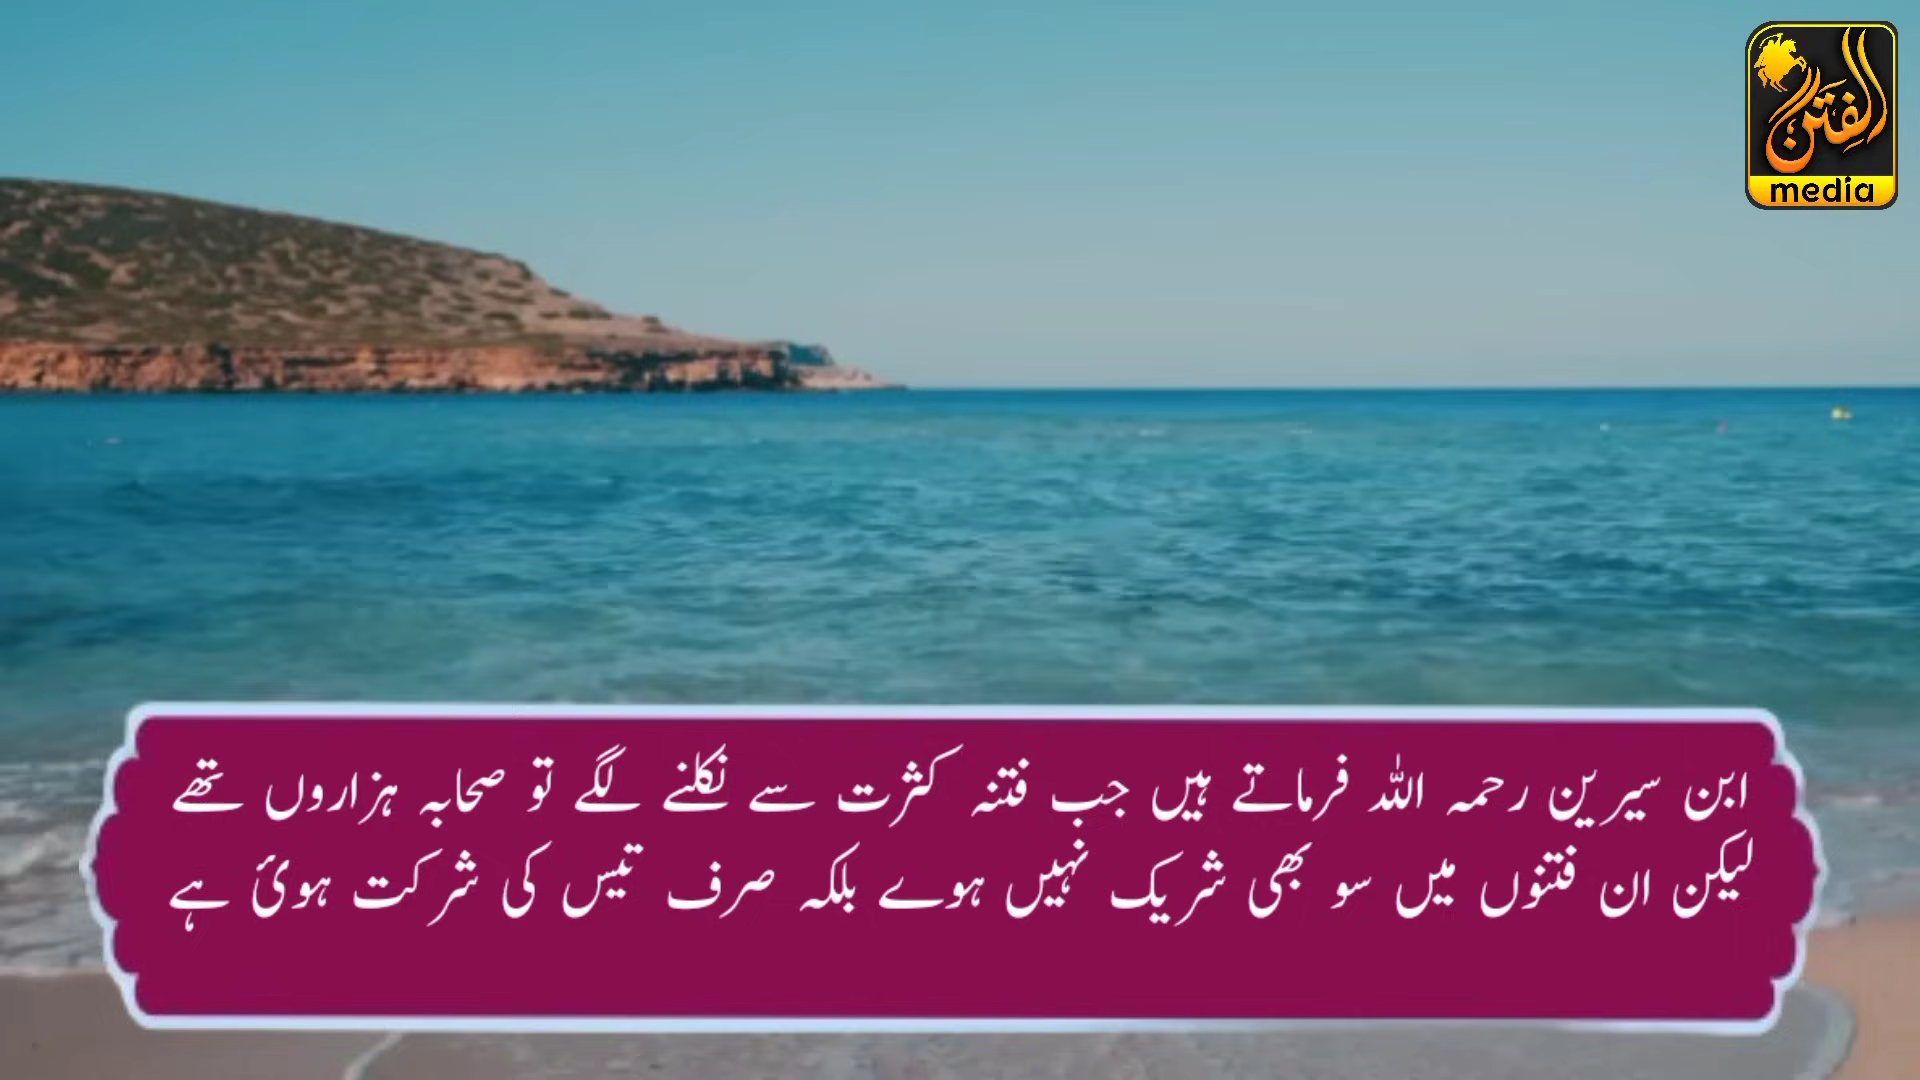 الفتن
media
ابن سیرین رحمہ اللہ فرماتے ہیں جب فتنہ کثرت سے نکلنے لگے تو صحابہ ہزاروں تھے
لیکن ان فتنوں میں سو بھی شریک نہیں ہوے بلکہ صرف تیس کی شرکت ہوئ ہے